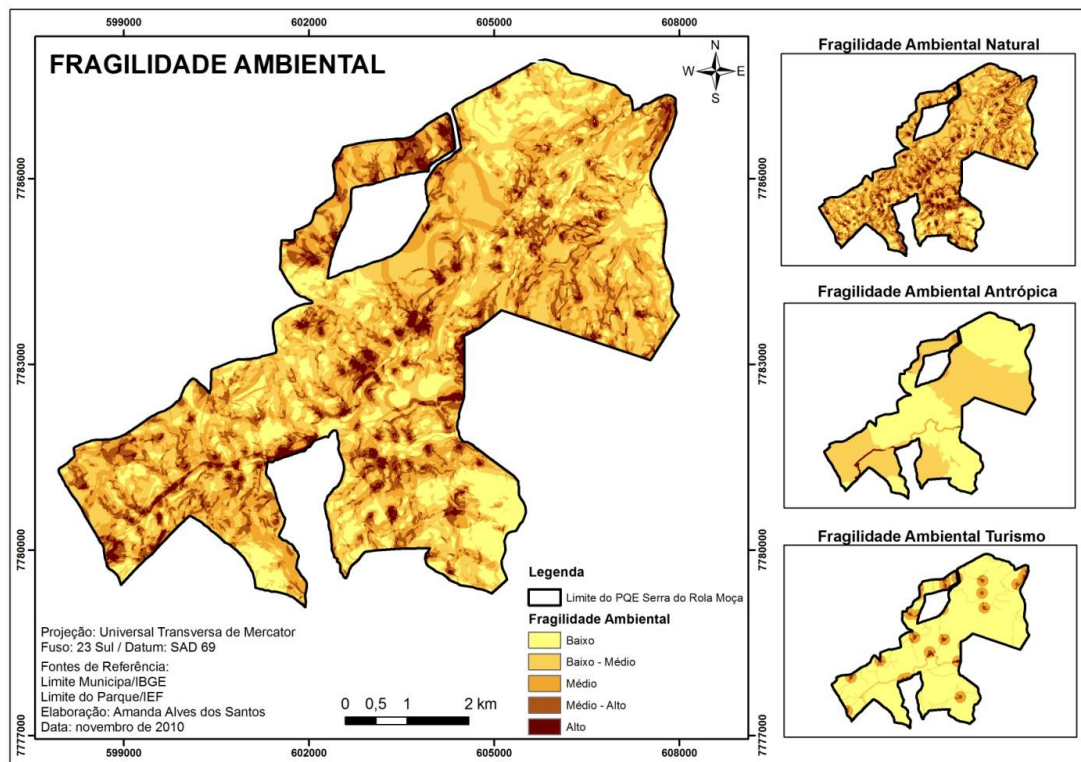 599000 602000 605000 608000
FRAGILIDADE AMBIENTAL
N
W E
S
7786000
7783000
7780000
7777000
7786000
7783000
7780000
7777000
Legenda
Limite do PQE Serra do Rola Moça
Fragilidade Ambiental
Baixo
Baixo - Médio
Médio
Médio - Alto
Alto
Projeção: Universal Transversa de Mercator
Fuso: 23 Sul / Datum: SAD 69
Fontes de Referência:
Limite Municipa/IBGE
Limite do Parque/IEF
Elaboração: Amanda Alves dos Santos
Data: novembro de 2010
0 0,5 1 2 km
599000 602000 605000 608000
Fragilidade Ambiental Natural
Fragilidade Ambiental Antrópica
Fragilidade Ambiental Turismo